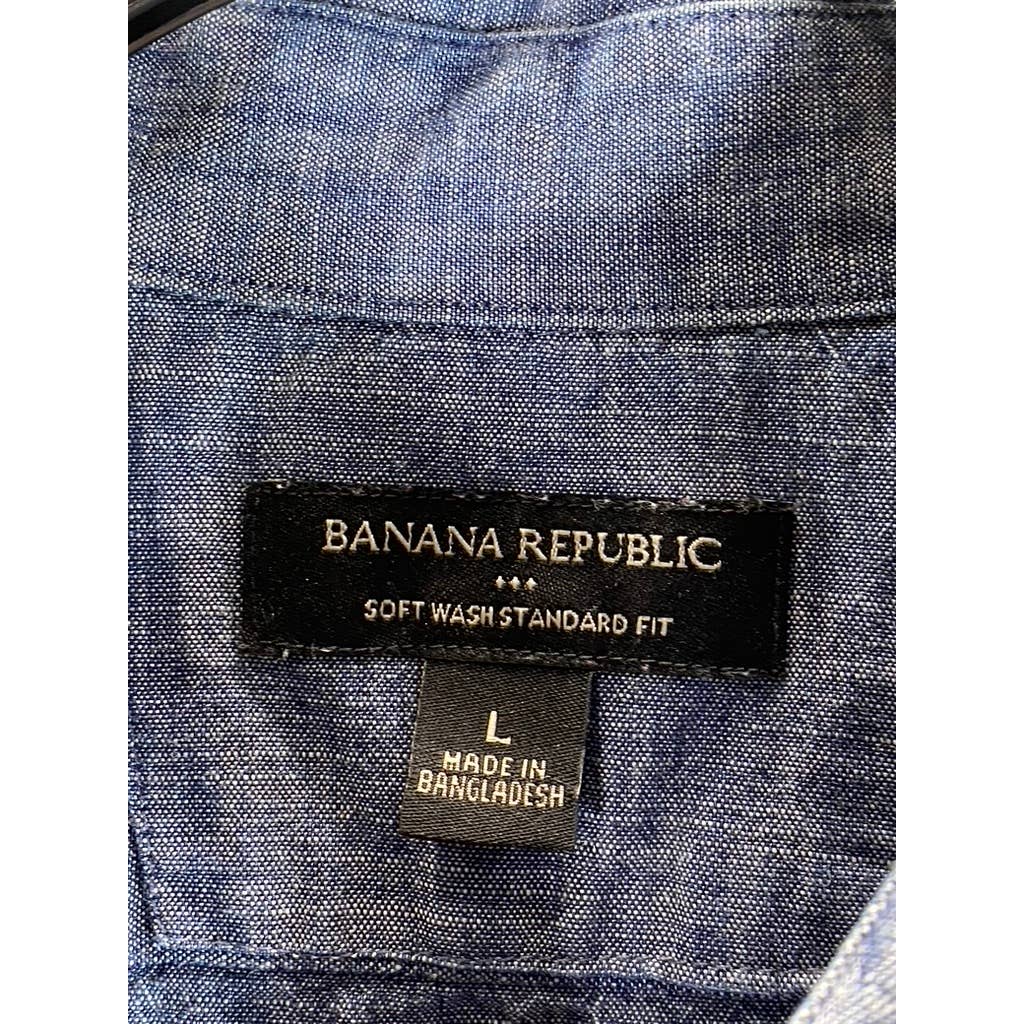 BANANA REPUBLIC
SOFT WASH STANDARD FIT
L
MADE IN
BANGLADESH